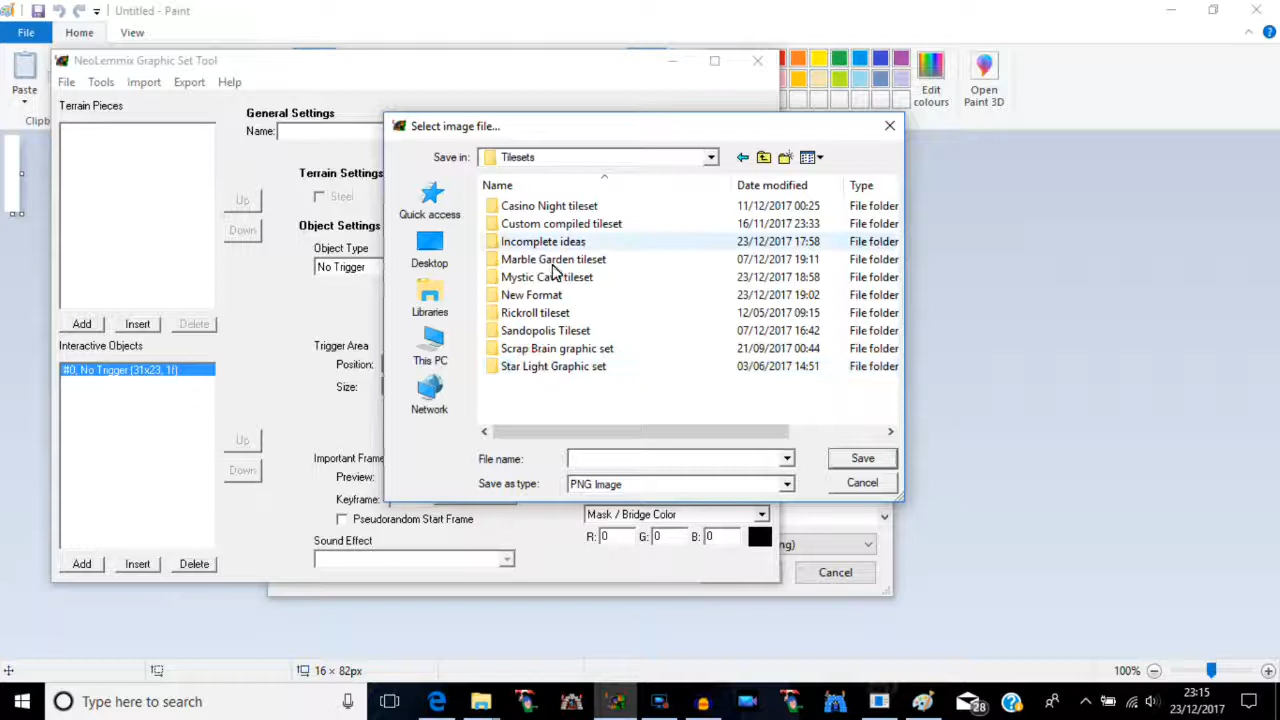 Untitled - Paint
File Home View
Paste
Clipb
Edit colours
Open Paint 3D
NeoLemmix Graphic Set Tool
File Tools Import Export Help
Terrain Pieces
General Settings
Name:
Terrain Settings
Steel
Up
Down
Object Settings
Object Type
No Trigger
Add Insert Delete
Interactive Objects
#0, No Trigger (31x23, 1f)
Trigger Area
Position:
Size:
Up
Down
Important Frame
Preview:
Keyframe:
Pseudorandom Start Frame
Sound Effect
Add Insert Delete
Mask / Bridge Color
R: 0 G: 0 B: 0
ng)
Cancel
Select image file...
Save in: Tilesets
Quick access
Desktop
Libraries
This PC
Network
Name Date modified Type
Casino Night tileset 11/12/2017 00:25 File folder
Custom compiled tileset 16/11/2017 23:33 File folder
Incomplete ideas 23/12/2017 17:58 File folder
Marble Garden tileset 07/12/2017 19:11 File folder
Mystic Cave tileset 23/12/2017 18:58 File folder
New Format 23/12/2017 19:02 File folder
Rickroll tileset 12/05/2017 09:15 File folder
Sandopolis Tileset 07/12/2017 16:42 File folder
Scrap Brain graphic set 21/09/2017 00:44 File folder
Star Light Graphic set 03/06/2017 14:51 File folder
File name:
Save
Save as type: PNG Image
Cancel
16 × 82px
100%
Type here to search
28
23:15
23/12/2017